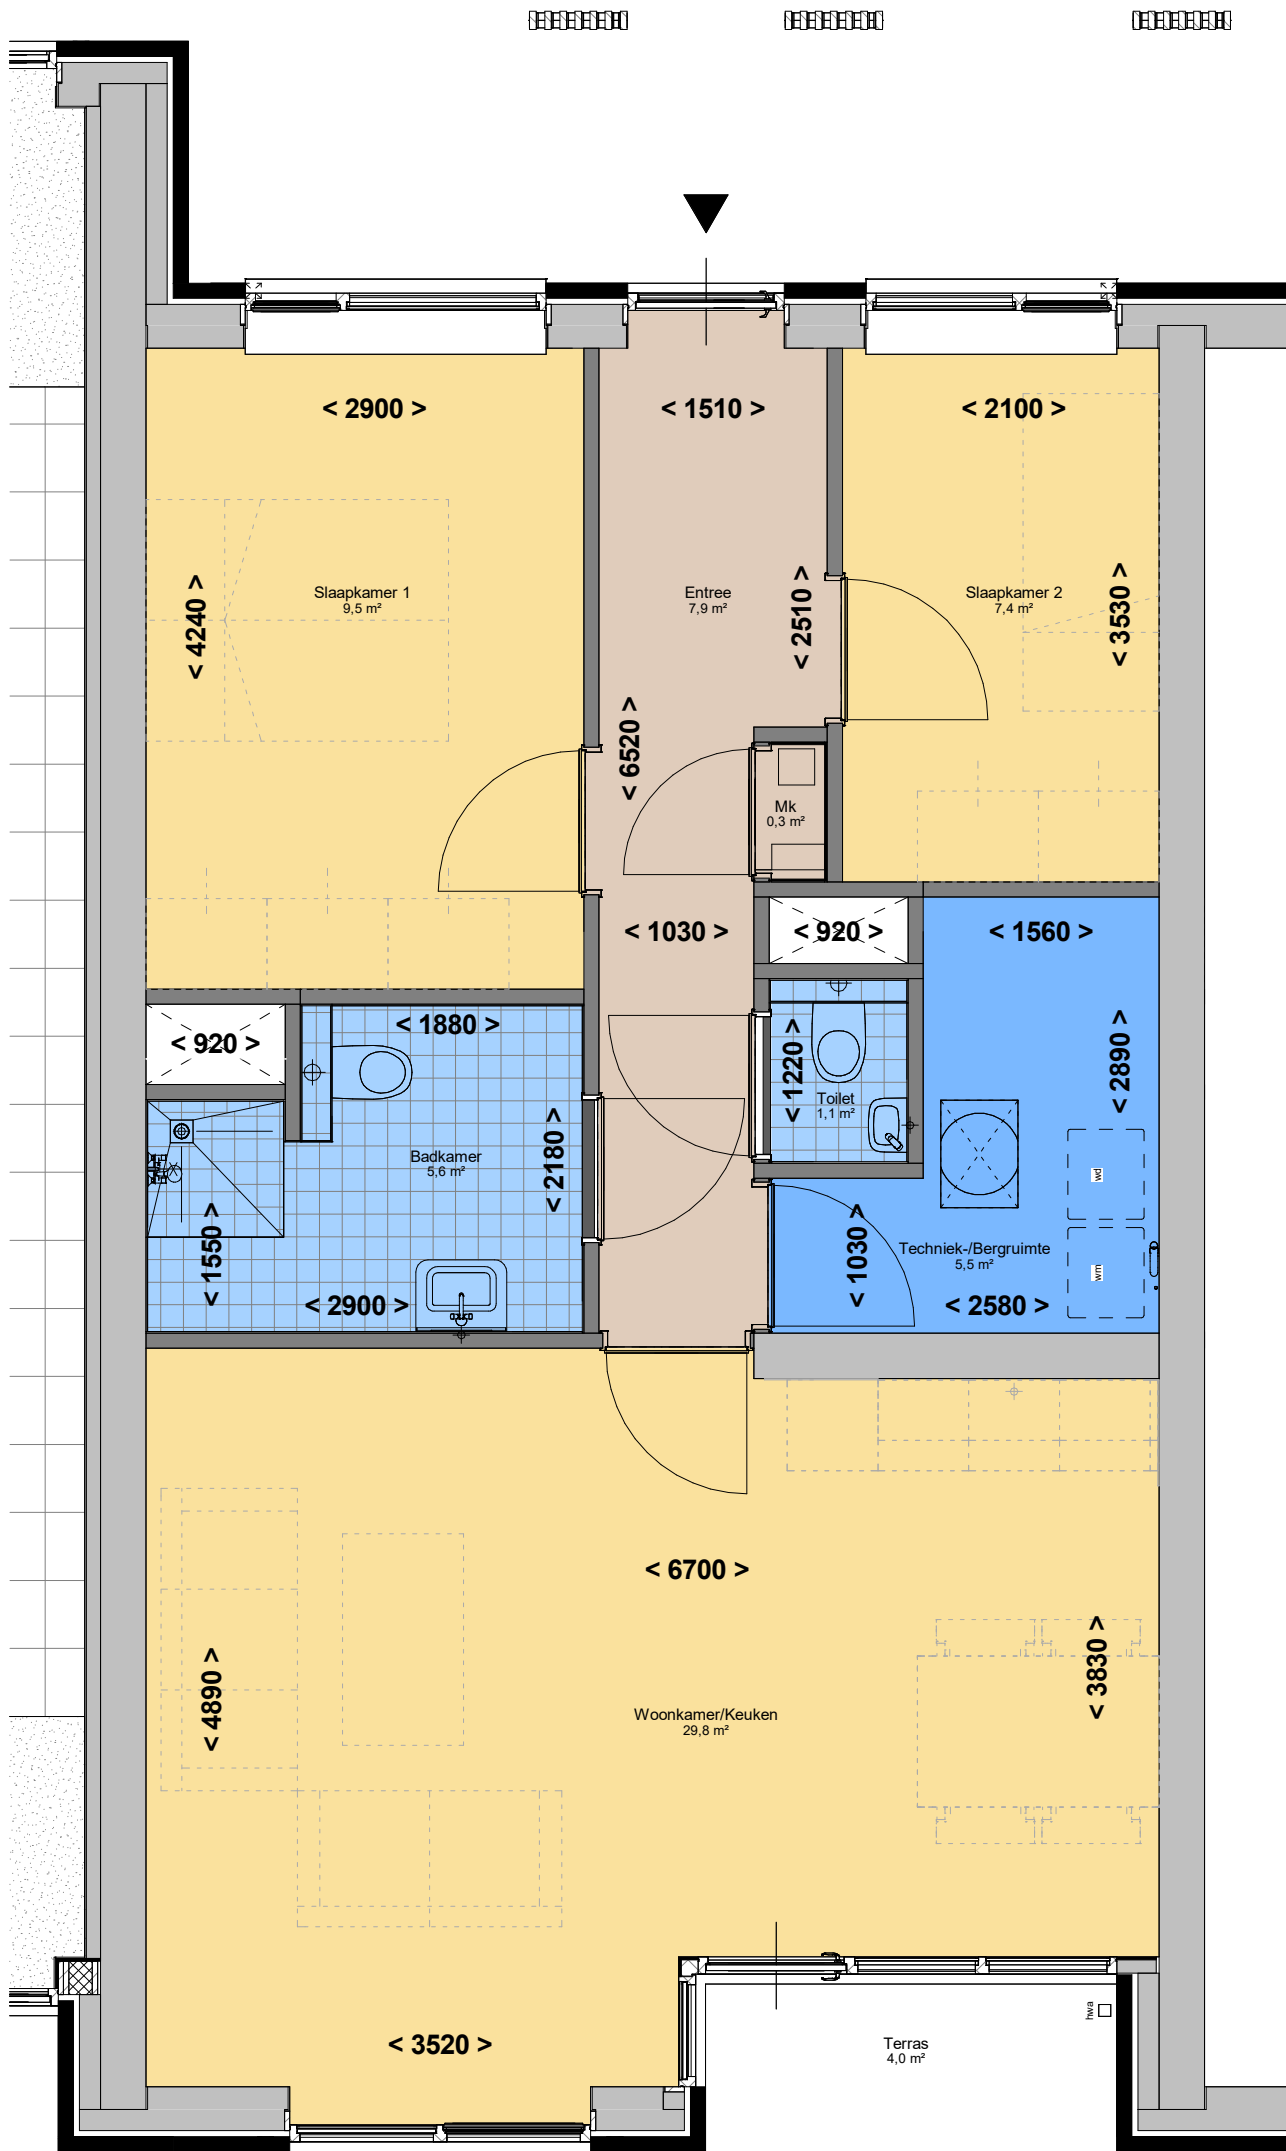 < 2900 >
< 1510 >
< 2100 >
Slaapkamer 1
9,5 m²
Entree
7,9 m²
Slaapkamer 2
7,4 m²
< 4240 >
< 2510 >
< 3530 >
< 6520 >
Mk
0,3 m²
< 1030 >
< 920 >
< 1560 >
< 920 >
< 1880 >
< 1220 >
< 2890 >
Toilet
1,1 m²
Badkamer
5,6 m²
< 2180 >
wd
< 1550 >
< 1030 >
Techniek-/Bergruimte
5,5 m²
wm
< 2900 >
< 2580 >
< 6700 >
< 4890 >
< 3830 >
Woonkamer/Keuken
29,8 m²
hwa
< 3520 >
Terras
4,0 m²